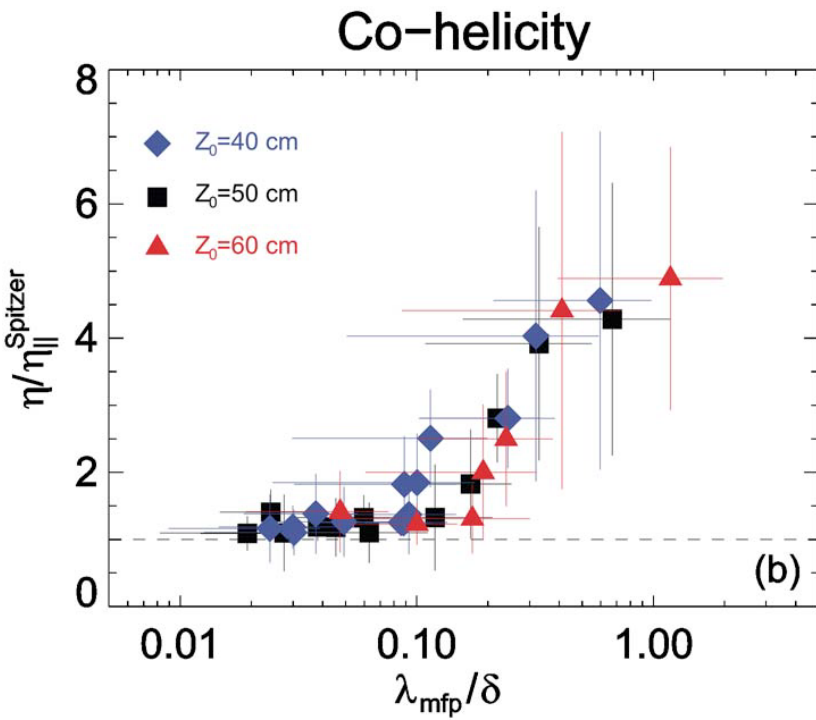 Co-helicity
8
Z₀=40 cm
Z₀=50 cm
6
Z₀=60 cm
η/η∥^Spitzer
4
2
0
(b)
0.01 0.10 1.00
λmfp/δ